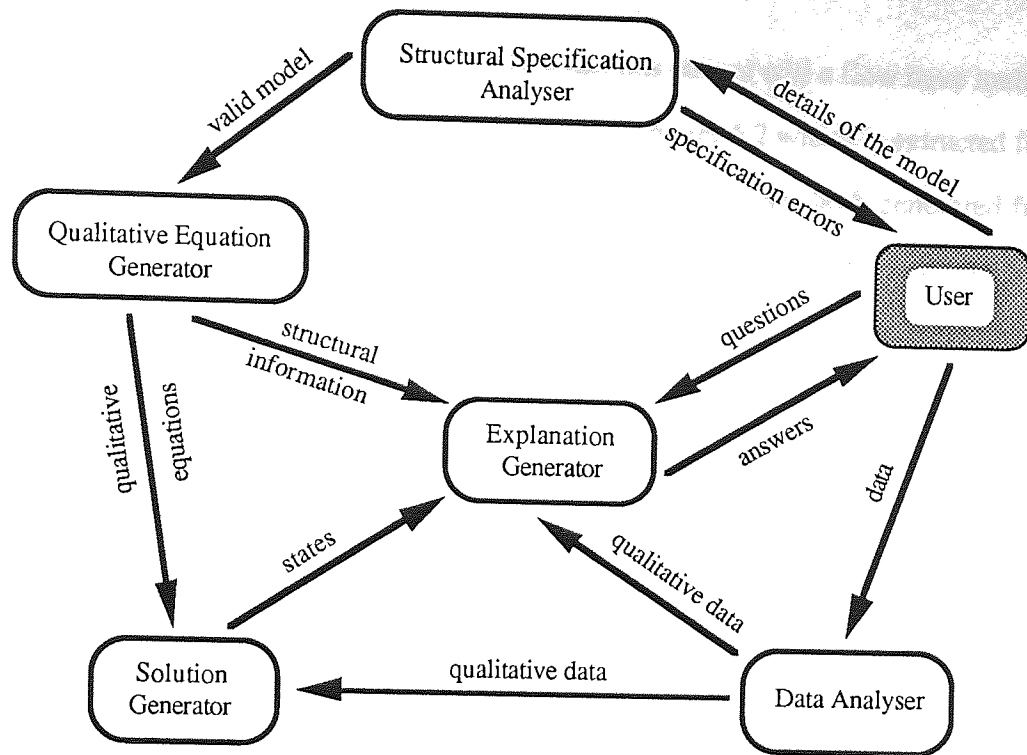 Structural Specification
Analyser
valid model
details of the model
specification errors
Qualitative Equation
Generator
User
questions
structural
information
qualitative
equations
Explanation
Generator
answers
data
states
qualitative data
Solution
Generator
qualitative data
Data Analyser